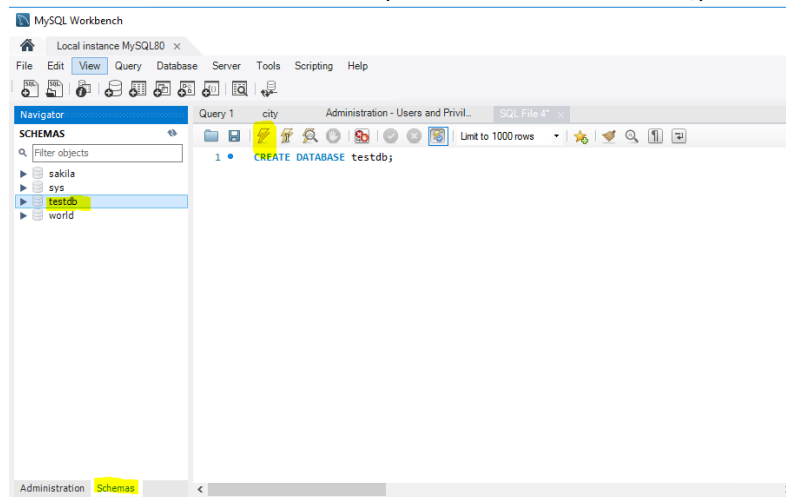 MySQL Workbench
Local instance MySQL80 ×
File Edit View Query Database Server Tools Scripting Help
Navigator
Query 1 city Administration - Users and Privil... SQL File 4* ×
SCHEMAS
Limit to 1000 rows
Filter objects
1 CREATE DATABASE testdb;
sakila
sys
testdb
world
Administration Schemas